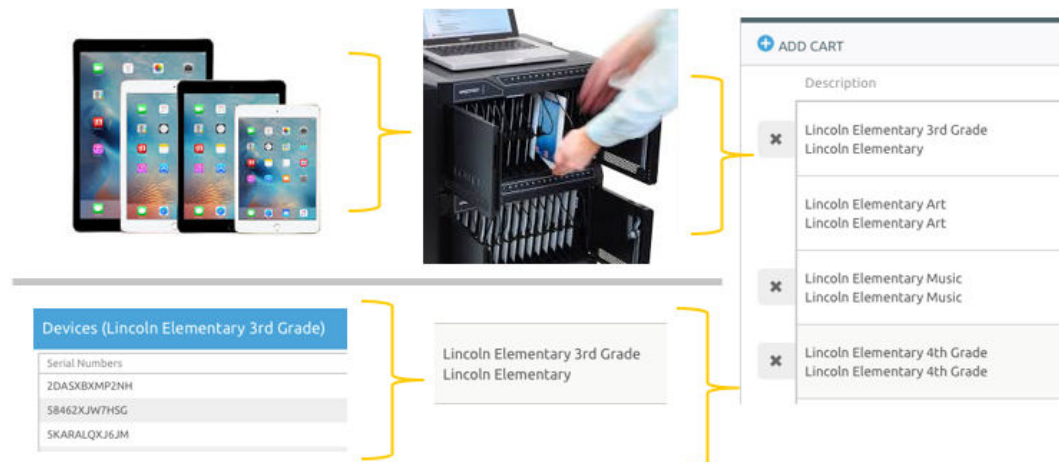 ADD CART
Description
Lincoln Elementary 3rd Grade
Lincoln Elementary
Lincoln Elementary Art
Lincoln Elementary Art
Lincoln Elementary Music
Lincoln Elementary Music
Lincoln Elementary 4th Grade
Lincoln Elementary 4th Grade
Devices (Lincoln Elementary 3rd Grade)
Serial Numbers
2DASXBXMP2NH
58462XJW7HSG
5KARALQXJ6JM
Lincoln Elementary 3rd Grade
Lincoln Elementary